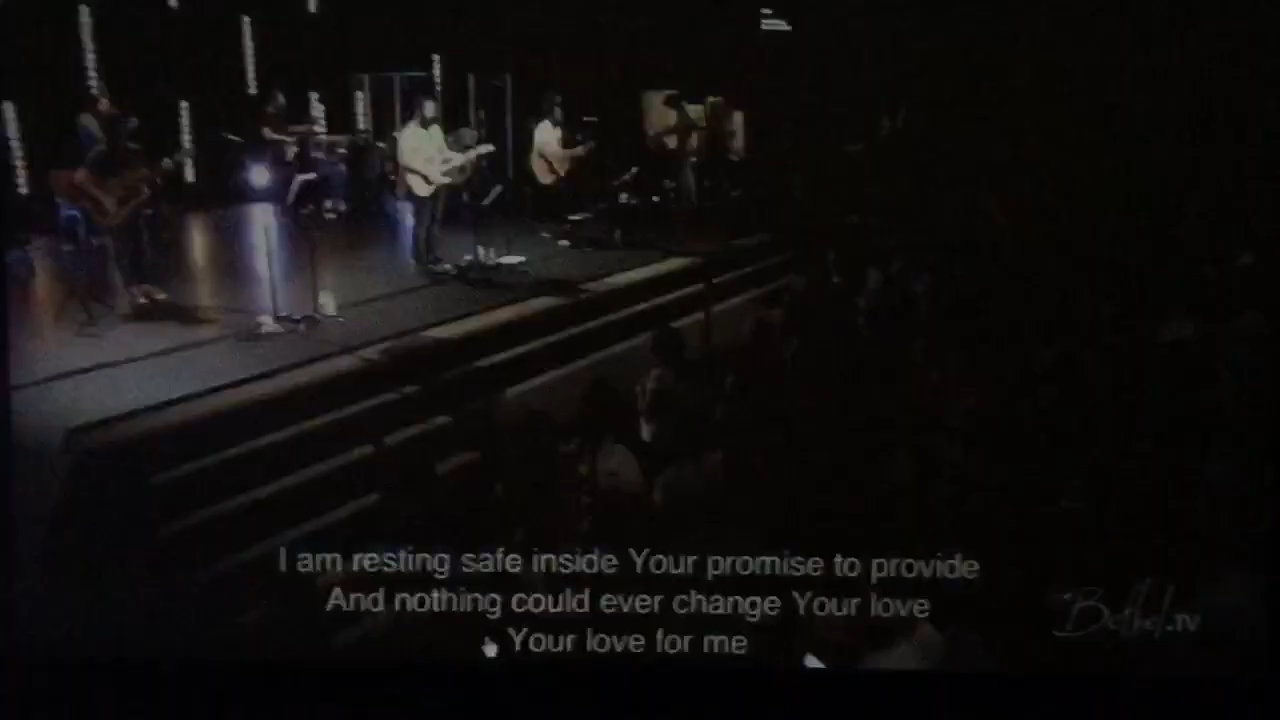 I am resting safe inside Your promise to provide
And nothing could ever change Your love
Your love for me
Bethel.TV